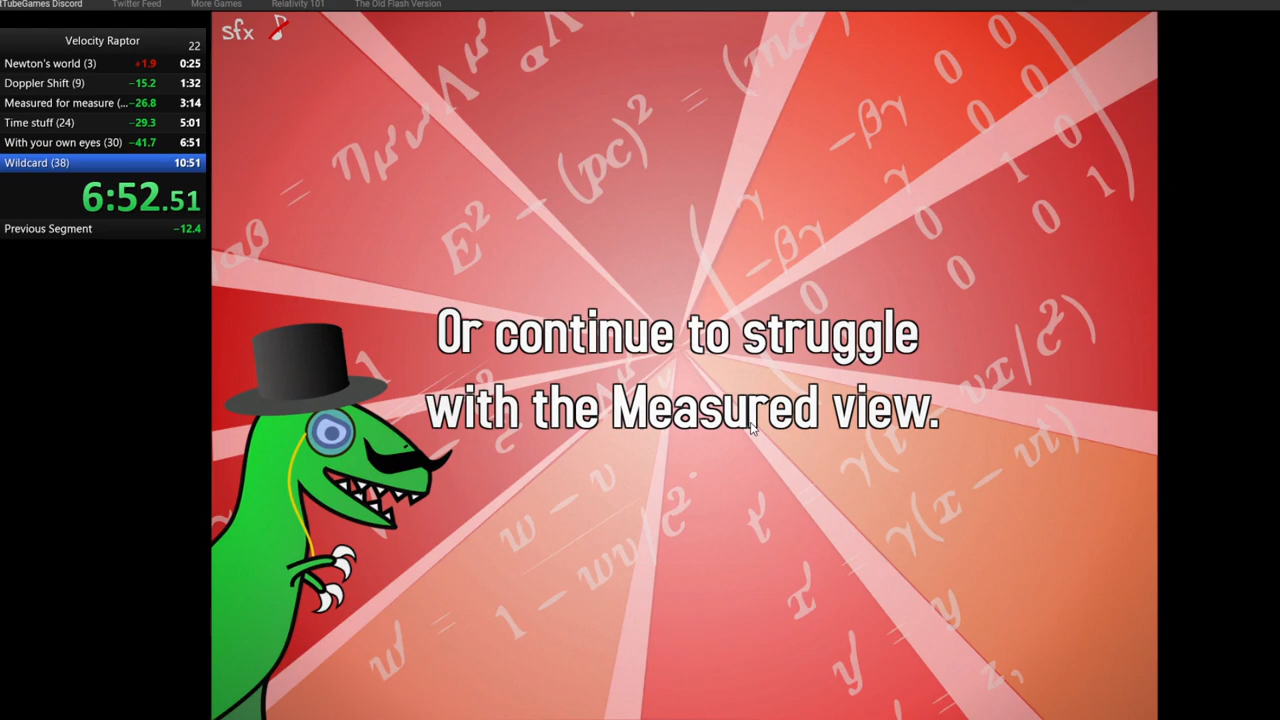 tTubeGames Discord Twitter Feed More Games Relativity 101 The Old Flash Version
Velocity Raptor 22
Newton's world (3) +1.9 0:25
Doppler Shift (9) −15.2 1:32
Measured for measure (... −26.8 3:14
Time stuff (24) −29.3 5:01
With your own eyes (30) −41.7 6:51
Wildcard (38) 10:51
6:52.51
Previous Segment −12.4
sfx
Or continue to struggle
with the Measured view.